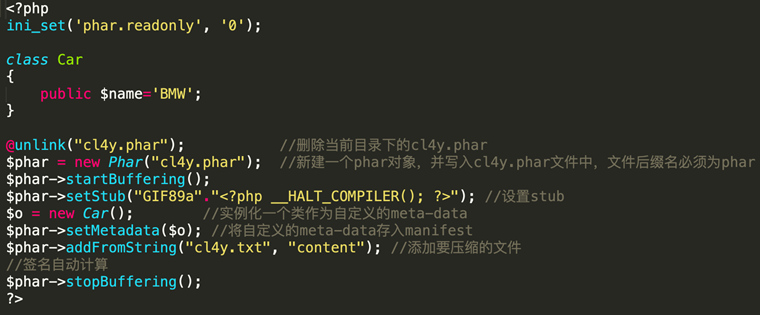 <?php
ini_set('phar.readonly', '0');
class Car
{
    public $name='BMW';
}
@unlink("cl4y.phar");              //删除当前目录下的cl4y.phar
$phar = new Phar("cl4y.phar");  //新建一个phar对象，并写入cl4y.phar文件中，文件后缀名必须为phar
$phar->startBuffering();
$phar->setStub("GIF89a"."<?php __HALT_COMPILER(); ?>"); //设置stub
$o = new Car();          //实例化一个类作为自定义的meta-data
$phar->setMetadata($o); //将自定义的meta-data存入manifest
$phar->addFromString("cl4y.txt", "content"); //添加要压缩的文件
//签名自动计算
$phar->stopBuffering();
?>